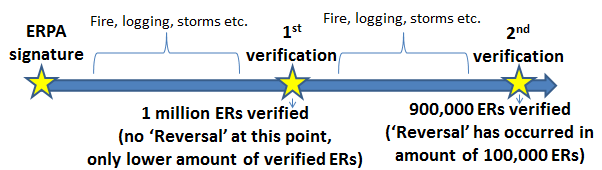 ERPA
signature
Fire, logging, storms etc.
1st
verification
Fire, logging, storms etc.
2nd
verification
1 million ERs verified
(no ‘Reversal’ at this point,
only lower amount of verified ERs)
900,000 ERs verified
(‘Reversal’ has occurred in
amount of 100,000 ERs)